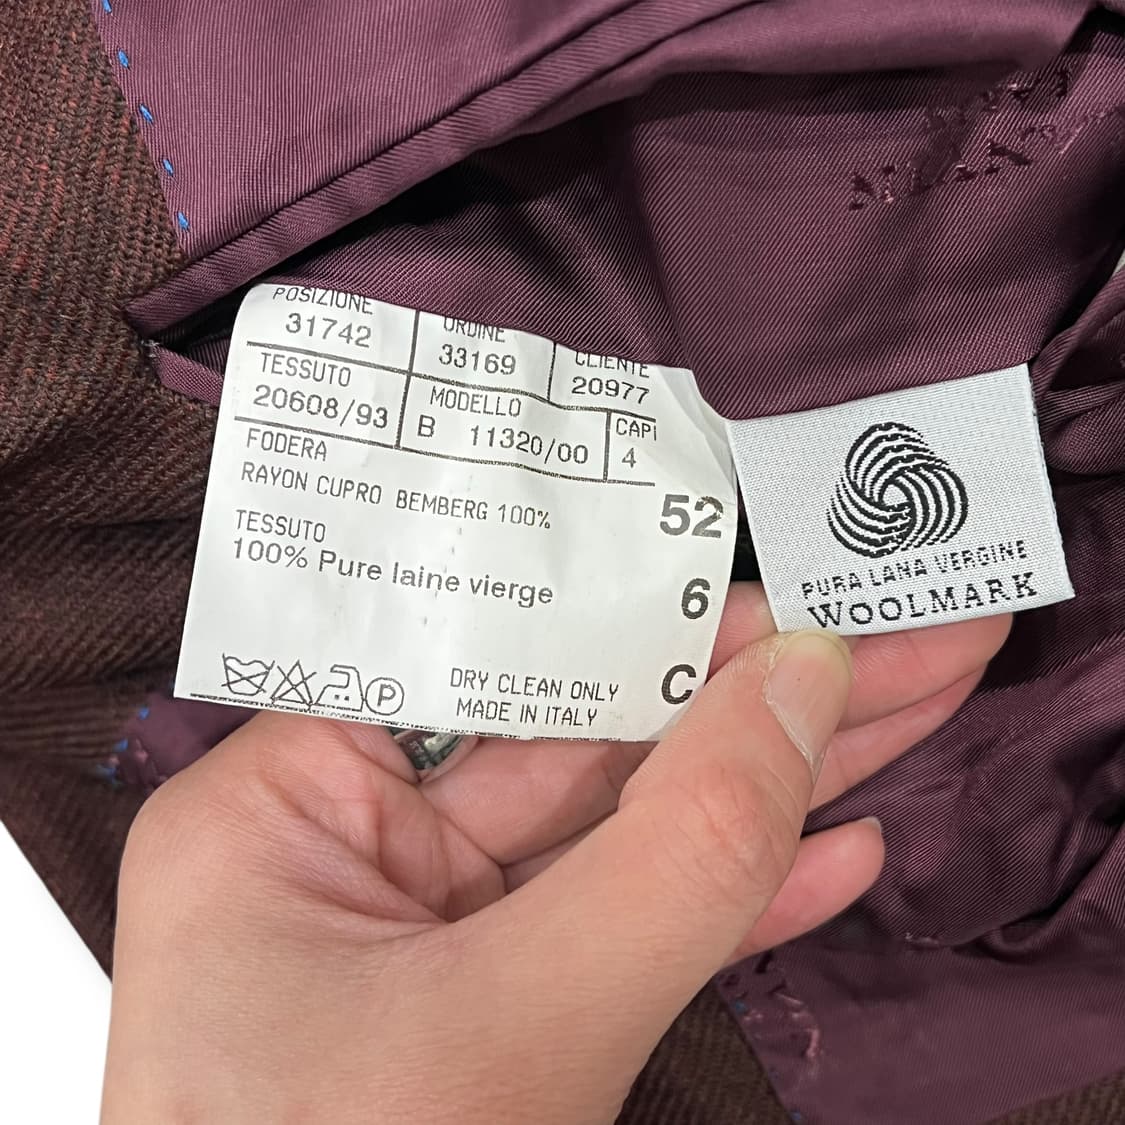 POSIZIONE
31742
ORDINE
33169
CLIENTE
20977
TESSUTO
20608/93
MODELLO
B 11320/00
CAPI
4
FODERA
RAYON CUPRO BEMBERG 100%
TESSUTO
100% Pure laine vierge
52
6
C
P
DRY CLEAN ONLY
MADE IN ITALY
PURA LANA VERGINE
WOOLMARK